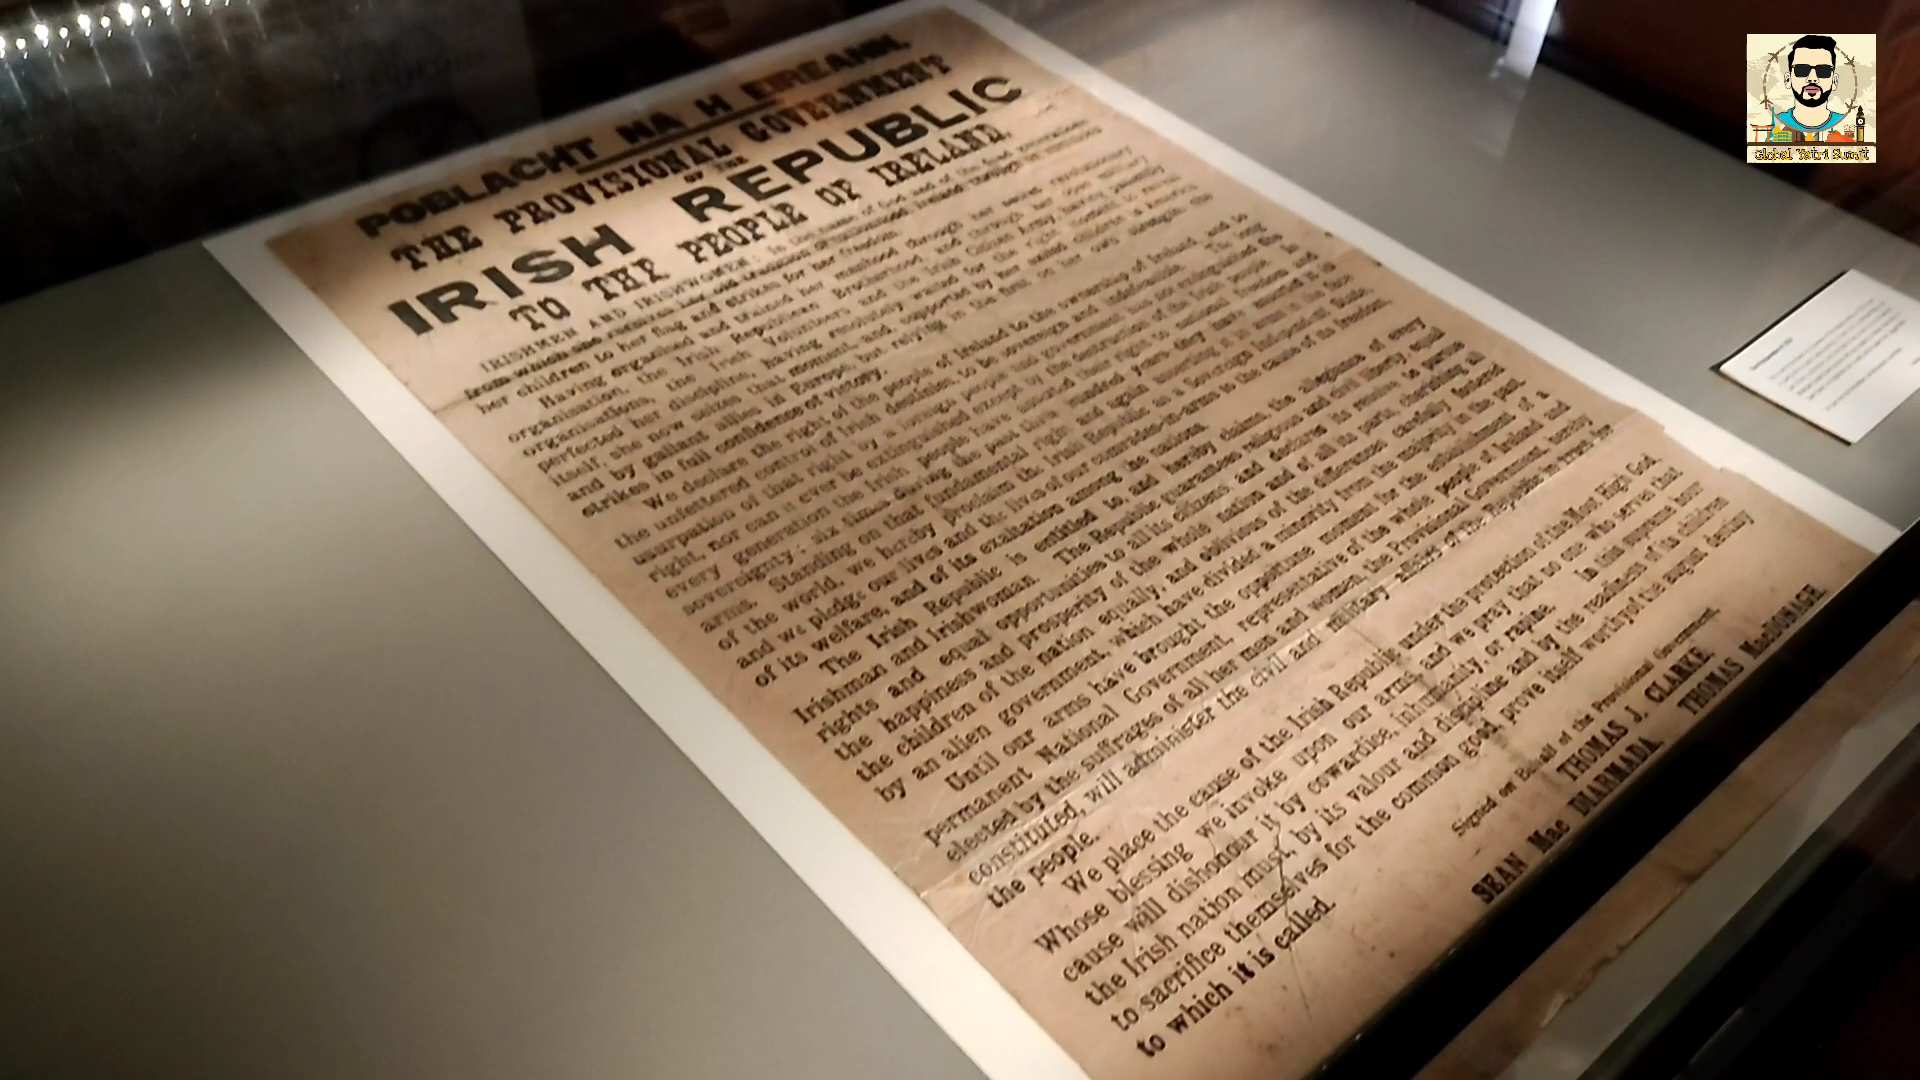 POBLACHT NA H EIREANN.
THE PROVISIONAL GOVERNMENT
OF THE
IRISH REPUBLIC
TO THE PEOPLE OF IRELAND.
IRISHMEN AND IRISHWOMEN: In the name of God and of the dead generations
from which she receives her old tradition of nationhood, Ireland, through us, summons
her children to her flag and strikes for her freedom.
Having organised and trained her manhood through her secret revolutionary
organisation, the Irish Republican Brotherhood, and through her open military
organisations, the Irish Volunteers and the Irish Citizen Army, having patiently
perfected her discipline, having resolutely waited for the right moment to reveal
itself, she now seizes that moment, and, supported by her exiled children in America
and by gallant allies in Europe, but relying in the first on her own strength, she
strikes in full confidence of victory.
We declare the right of the people of Ireland to the ownership of Ireland, and to
the unfettered control of Irish destinies, to be sovereign and indefeasible. The long
usurpation of that right by a foreign people and government has not extinguished the
right, nor can it ever be extinguished except by the destruction of the Irish people. In
every generation the Irish people have asserted their right to national freedom and
sovereignty; six times during the past three hundred years they have asserted it in
arms. Standing on that fundamental right and again asserting it in arms in the face
of the world, we hereby proclaim the Irish Republic as a Sovereign Independent State,
and we pledge our lives and the lives of our comrades-in-arms to the cause of its freedom,
of its welfare, and of its exaltation among the nations.
The Irish Republic is entitled to, and hereby claims, the allegiance of every
Irishman and Irishwoman. The Republic guarantees religious and civil liberty, equal
rights and equal opportunities to all its citizens, and declares its resolve to pursue
the happiness and prosperity of the whole nation and of all its parts, cherishing all
the children of the nation equally, and oblivious of the differences carefully fostered
by an alien government, which have divided a minority from the majority in the past.
Until our arms have brought the opportune moment for the establishment of a
permanent National Government, representative of the whole people of Ireland and
elected by the suffrages of all her men and women, the Provisional Government, hereby
constituted, will administer the civil and military affairs of the Republic in trust for
the people.
We place the cause of the Irish Republic under the protection of the Most High God,
Whose blessing we invoke upon our arms, and we pray that no one who serves that
cause will dishonour it by cowardice, inhumanity, or rapine. In this supreme hour
the Irish nation must, by its valour and discipline and by the readiness of its children
to sacrifice themselves for the common good, prove itself worthy of the august destiny
to which it is called.
Signed on Behalf of the Provisional Government,
THOMAS J. CLARKE,
SEAN Mac DIARMADA, THOMAS MacDONAGH,
Global Yatri Sumit